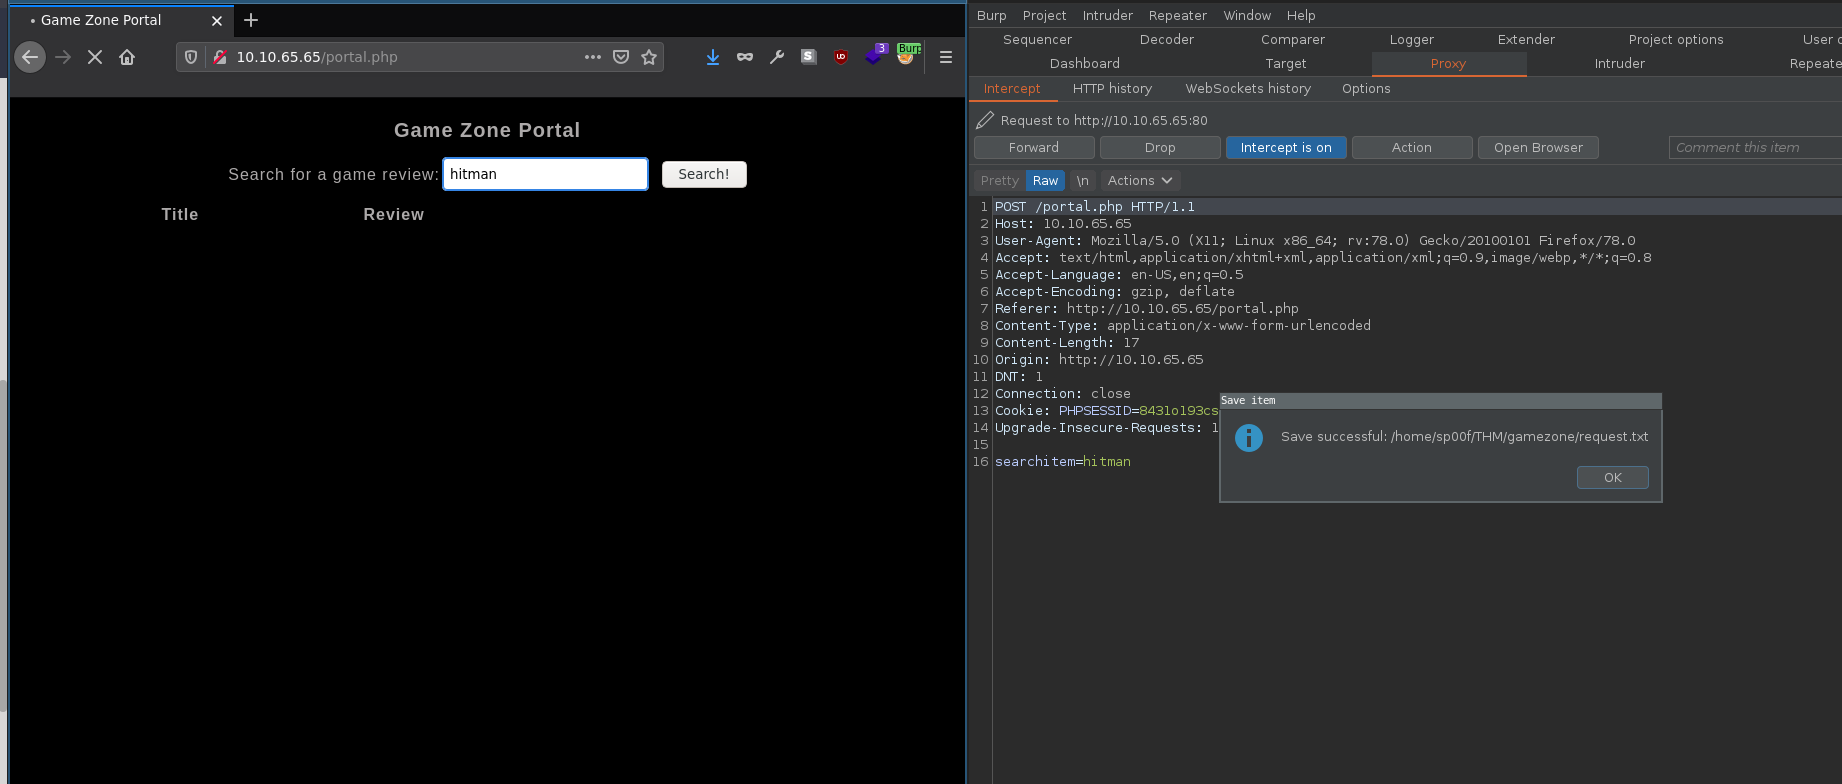 • Game Zone Portal
10.10.65.65/portal.php
3
Burp
Game Zone Portal
Search for a game review:
hitman
Search!
Title Review
Burp Project Intruder Repeater Window Help
Sequencer Decoder Comparer Logger Extender Project options User
Dashboard Target Proxy Intruder Repeate
Intercept HTTP history WebSockets history Options
Request to http://10.10.65.65:80
Forward Drop Intercept is on Action Open Browser Comment this item
Pretty Raw \n Actions
1 POST /portal.php HTTP/1.1
2 Host: 10.10.65.65
3 User-Agent: Mozilla/5.0 (X11; Linux x86_64; rv:78.0) Gecko/20100101 Firefox/78.0
4 Accept: text/html,application/xhtml+xml,application/xml;q=0.9,image/webp,*/*;q=0.8
5 Accept-Language: en-US,en;q=0.5
6 Accept-Encoding: gzip, deflate
7 Referer: http://10.10.65.65/portal.php
8 Content-Type: application/x-www-form-urlencoded
9 Content-Length: 17
10 Origin: http://10.10.65.65
11 DNT: 1
12 Connection: close
13 Cookie: PHPSESSID=843lol93cs
14 Upgrade-Insecure-Requests: 1
15
16 searchitem=hitman
Save item
Save successful: /home/sp00f/THM/gamezone/request.txt
OK